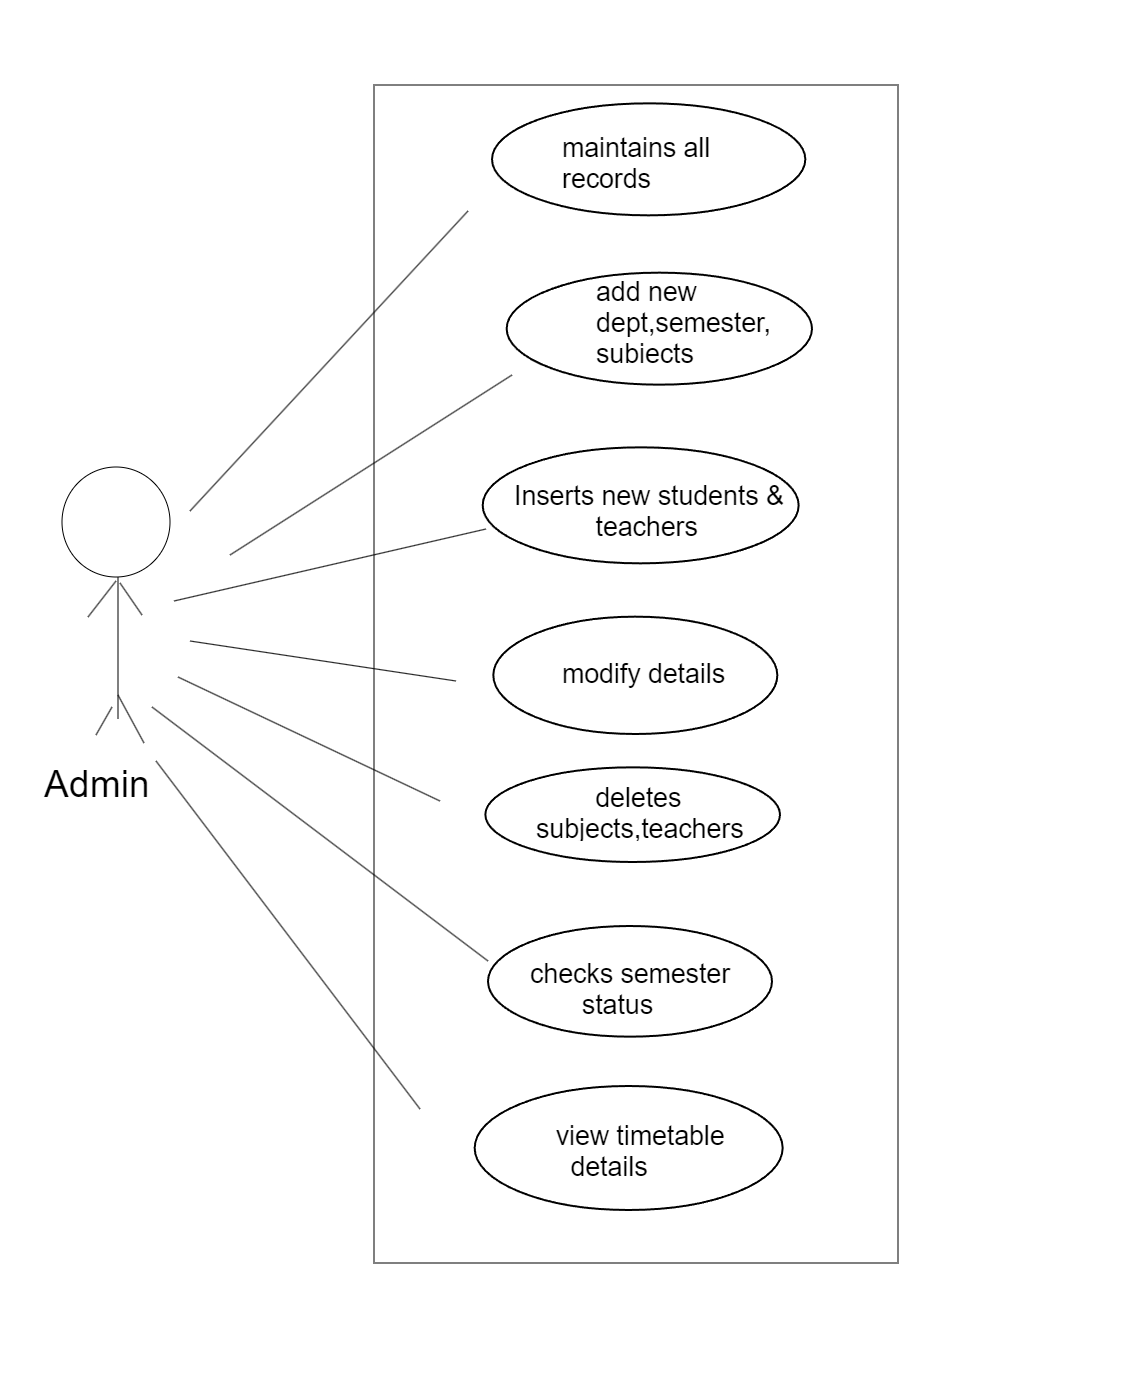 maintains all
records
add new
dept,semester,
subjects
Inserts new students &
teachers
modify details
deletes
subjects,teachers
checks semester
status
view timetable
details
Admin